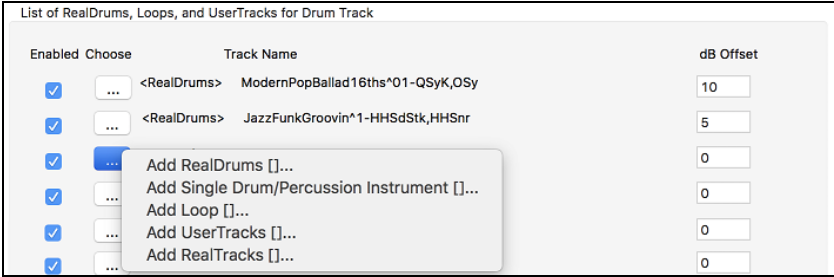 List of RealDrums, Loops, and UserTracks for Drum Track
Enabled Choose Track Name dB Offset
... <RealDrums> ModernPopBallad16ths^01-QSyK,OSy 10
... <RealDrums> JazzFunkGroovin^1-HHSdStk,HHSnr 5
... 0
Add RealDrums []...
Add Single Drum/Percussion Instrument []...
... 0
Add Loop []...
Add UserTracks []...
... 0
Add RealTracks []...
... 0